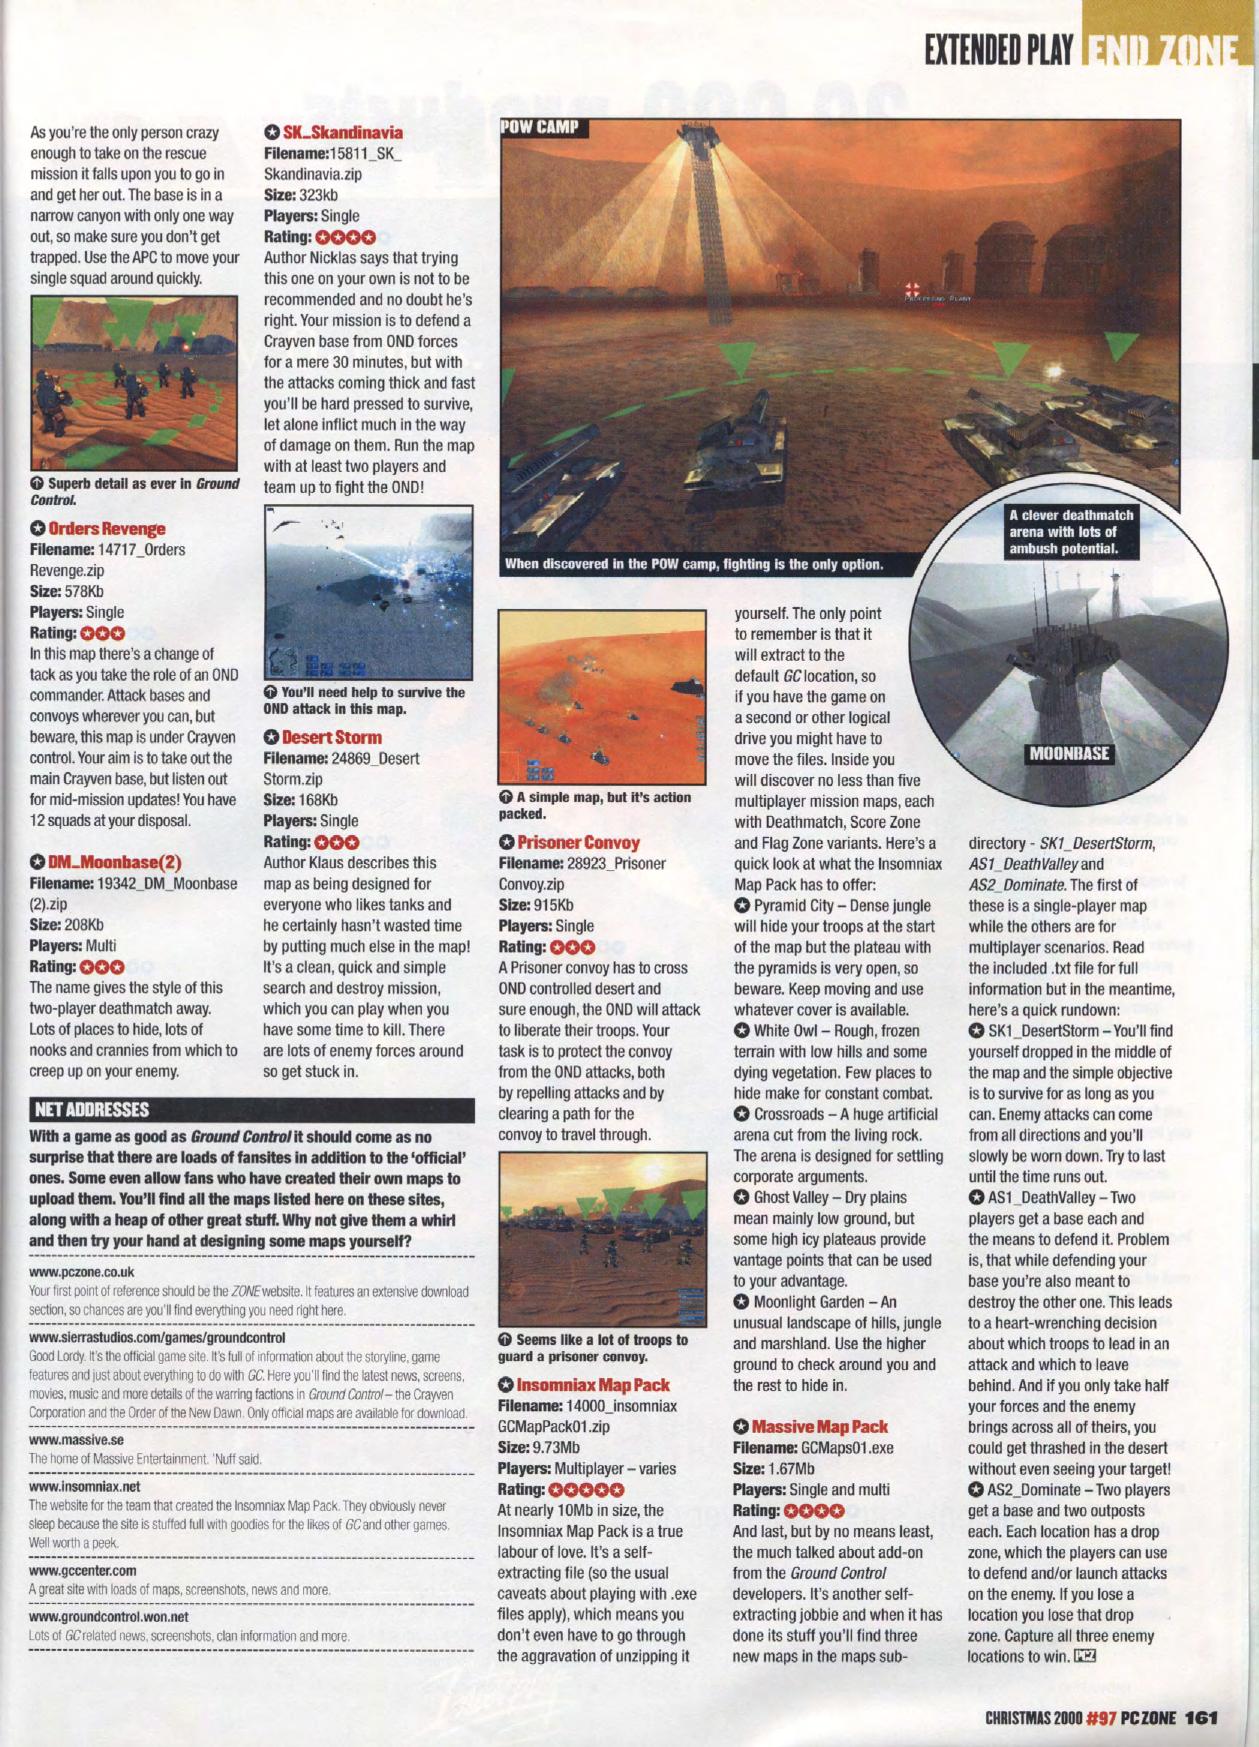 EXTENDED PLAY END ZONE
As you're the only person crazy
enough to take on the rescue
mission it falls upon you to go in
and get her out. The base is in a
narrow canyon with only one way
out, so make sure you don't get
trapped. Use the APC to move your
single squad around quickly.
Superb detail as ever in Ground
Control.
Orders Revenge
Filename: 14717_Orders
Revenge.zip
Size: 578Kb
Players: Single
Rating:
In this map there's a change of
tack as you take the role of an OND
commander. Attack bases and
convoys wherever you can, but
beware, this map is under Crayven
control. Your aim is to take out the
main Crayven base, but listen out
for mid-mission updates! You have
12 squads at your disposal.
DM_Moonbase(2)
Filename: 19342_DM_Moonbase
(2).zip
Size: 208Kb
Players: Multi
Rating:
The name gives the style of this
two-player deathmatch away.
Lots of places to hide, lots of
nooks and crannies from which to
creep up on your enemy.
SK_Skandinavia
Filename:15811_SK_
Skandinavia.zip
Size: 323kb
Players: Single
Rating:
Author Nicklas says that trying
this one on your own is not to be
recommended and no doubt he's
right. Your mission is to defend a
Crayven base from OND forces
for a mere 30 minutes, but with
the attacks coming thick and fast
you'll be hard pressed to survive,
let alone inflict much in the way
of damage on them. Run the map
with at least two players and
team up to fight the OND!
You'll need help to survive the
OND attack in this map.
Desert Storm
Filename: 24869_Desert
Storm.zip
Size: 168Kb
Players: Single
Rating:
Author Klaus describes this
map as being designed for
everyone who likes tanks and
he certainly hasn't wasted time
by putting much else in the map!
It's a clean, quick and simple
search and destroy mission,
which you can play when you
have some time to kill. There
are lots of enemy forces around
so get stuck in.
NET ADDRESSES
With a game as good as Ground Control it should come as no
surprise that there are loads of fansites in addition to the 'official'
ones. Some even allow fans who have created their own maps to
upload them. You'll find all the maps listed here on these sites,
along with a heap of other great stuff. Why not give them a whirl
and then try your hand at designing some maps yourself?
www.pczone.co.uk
Your first point of reference should be the ZONE website. It features an extensive download
section, so chances are you'll find everything you need right here.
www.sierrastudios.com/games/groundcontrol
Good Lordy. It's the official game site. It's full of information about the storyline, game
features and just about everything to do with GC. Here you'll find the latest news, screens,
movies, music and more details of the warring factions in Ground Control – the Crayven
Corporation and the Order of the New Dawn. Only official maps are available for download.
www.massive.se
The home of Massive Entertainment. 'Nuff said.
www.insomniax.net
The website for the team that created the Insomniax Map Pack. They obviously never
sleep because the site is stuffed full with goodies for the likes of GC and other games.
Well worth a peek.
www.gccenter.com
A great site with loads of maps, screenshots, news and more.
www.groundcontrol.won.net
Lots of GC related news, screenshots, clan information and more.
POW CAMP
Processing Plant
When discovered in the POW camp, fighting is the only option.
A clever deathmatch
arena with lots of
ambush potential.
MOONBASE
A simple map, but it's action
packed.
Prisoner Convoy
Filename: 28923_Prisoner
Convoy.zip
Size: 915Kb
Players: Single
Rating:
A Prisoner convoy has to cross
OND controlled desert and
sure enough, the OND will attack
to liberate their troops. Your
task is to protect the convoy
from the OND attacks, both
by repelling attacks and by
clearing a path for the
convoy to travel through.
Seems like a lot of troops to
guard a prisoner convoy.
Insomniax Map Pack
Filename: 14000_insomniax
GCMapPack01.zip
Size: 9.73Mb
Players: Multiplayer – varies
Rating:
At nearly 10Mb in size, the
Insomniax Map Pack is a true
labour of love. It's a self-
extracting file (so the usual
caveats about playing with .exe
files apply), which means you
don't even have to go through
the aggravation of unzipping it
yourself. The only point
to remember is that it
will extract to the
default GC location, so
if you have the game on
a second or other logical
drive you might have to
move the files. Inside you
will discover no less than five
multiplayer mission maps, each
with Deathmatch, Score Zone
and Flag Zone variants. Here's a
quick look at what the Insomniax
Map Pack has to offer:
Pyramid City – Dense jungle
will hide your troops at the start
of the map but the plateau with
the pyramids is very open, so
beware. Keep moving and use
whatever cover is available.
White Owl – Rough, frozen
terrain with low hills and some
dying vegetation. Few places to
hide make for constant combat.
Crossroads – A huge artificial
arena cut from the living rock.
The arena is designed for settling
corporate arguments.
Ghost Valley – Dry plains
mean mainly low ground, but
some high icy plateaus provide
vantage points that can be used
to your advantage.
Moonlight Garden – An
unusual landscape of hills, jungle
and marshland. Use the higher
ground to check around you and
the rest to hide in.
Massive Map Pack
Filename: GCMaps01.exe
Size: 1.67Mb
Players: Single and multi
Rating:
And last, but by no means least,
the much talked about add-on
from the Ground Control
developers. It's another self-
extracting jobbie and when it has
done its stuff you'll find three
new maps in the maps sub-
directory - SK1_DesertStorm,
AS1_DeathValley and
AS2_Dominate. The first of
these is a single-player map
while the others are for
multiplayer scenarios. Read
the included .txt file for full
information but in the meantime,
here's a quick rundown:
SK1_DesertStorm – You'll find
yourself dropped in the middle of
the map and the simple objective
is to survive for as long as you
can. Enemy attacks can come
from all directions and you'll
slowly be worn down. Try to last
until the time runs out.
AS1_DeathValley – Two
players get a base each and
the means to defend it. Problem
is, that while defending your
base you're also meant to
destroy the other one. This leads
to a heart-wrenching decision
about which troops to lead in an
attack and which to leave
behind. And if you only take half
your forces and the enemy
brings across all of theirs, you
could get thrashed in the desert
without even seeing your target!
AS2_Dominate – Two players
get a base and two outposts
each. Each location has a drop
zone, which the players can use
to defend and/or launch attacks
on the enemy. If you lose a
location you lose that drop
zone. Capture all three enemy
locations to win. PCZ
CHRISTMAS 2000 #97 PC ZONE 161